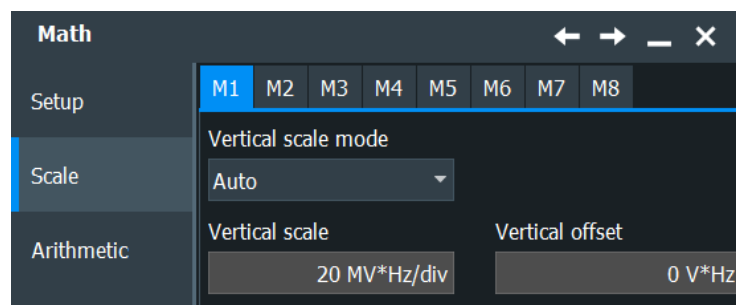 Math
Setup
M1 M2 M3 M4 M5 M6 M7 M8
Vertical scale mode
Scale
Auto
Vertical scale Vertical offset
Arithmetic
20 MV*Hz/div 0 V*Hz